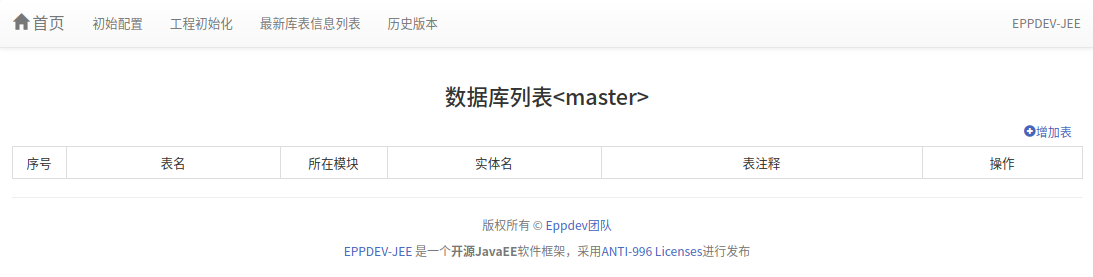 首页 初始配置 工程初始化 最新库表信息列表 历史版本 EPPDEV-JEE
数据库列表<master>
增加表
序号 表名 所在模块 实体名 表注释 操作
版权所有 © Eppdev团队
EPPDEV-JEE 是一个开源JavaEE软件框架，采用ANTI-996 Licenses进行发布